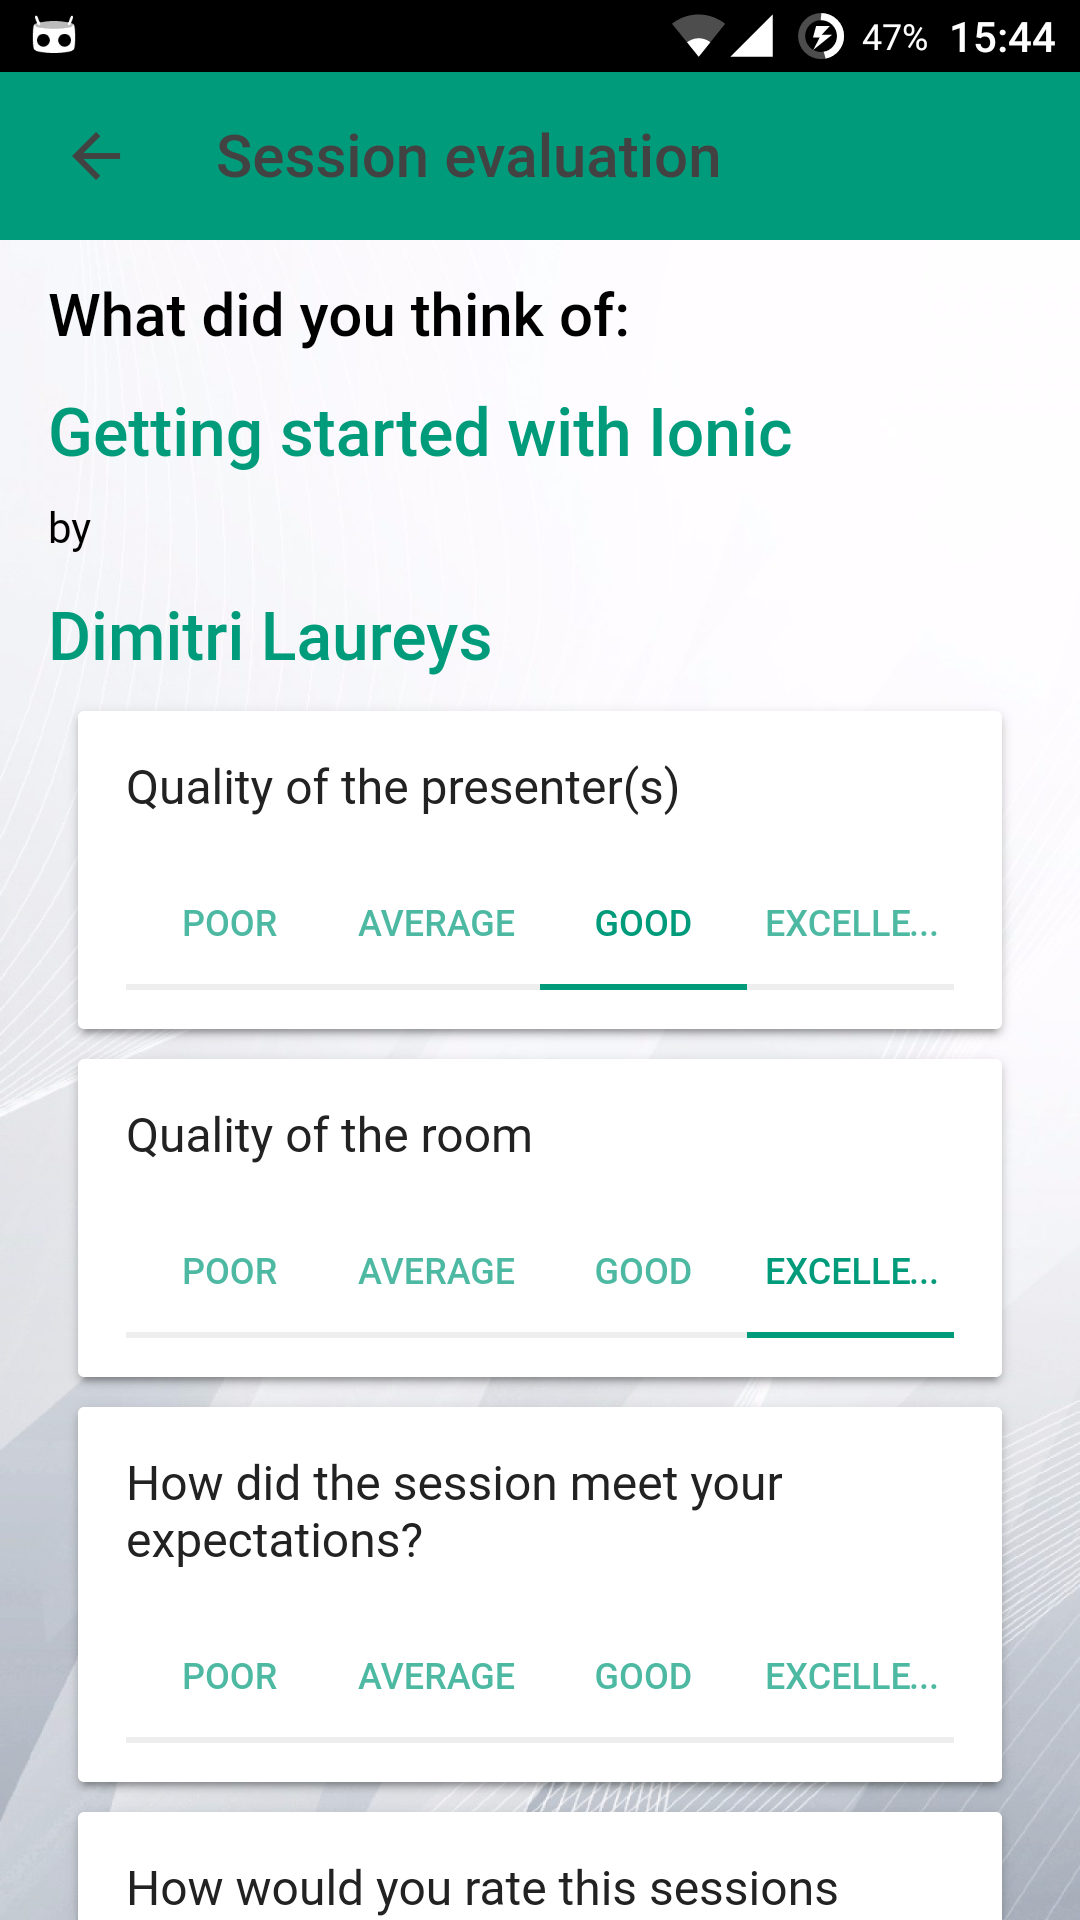 47% 15:44
Session evaluation
What did you think of:
Getting started with Ionic
by
Dimitri Laureys
Quality of the presenter(s)
POOR AVERAGE GOOD EXCELLE...
Quality of the room
POOR AVERAGE GOOD EXCELLE...
How did the session meet your
expectations?
POOR AVERAGE GOOD EXCELLE...
How would you rate this sessions